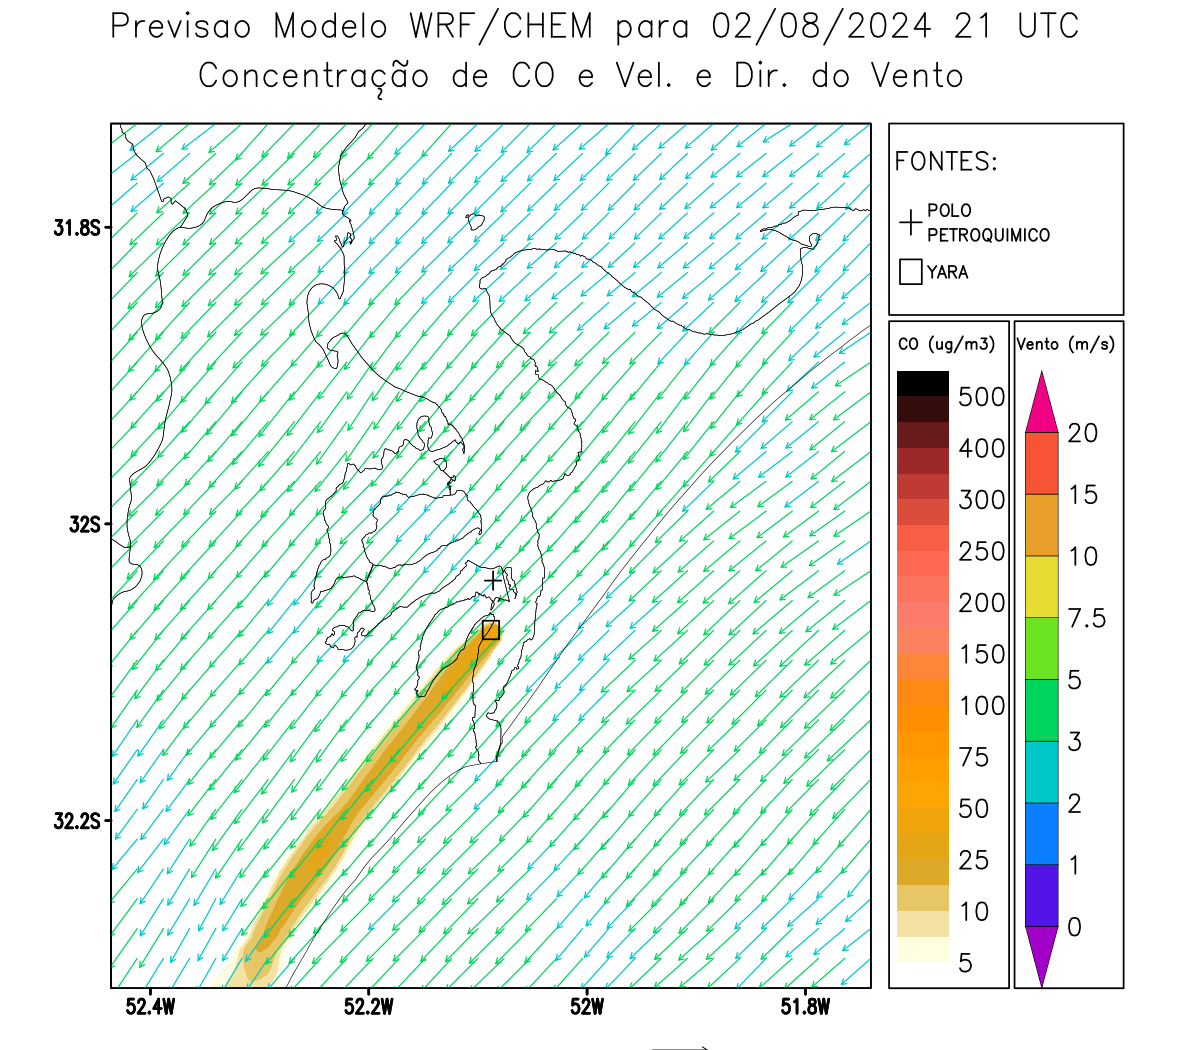 Previsao Modelo WRF/CHEM para 02/08/2024 21 UTC
Concentração de CO e Vel. e Dir. do Vento
FONTES:
POLO
PETROQUIMICO
YARA
31.8S
32S
32.2S
52.4W
52.2W
52W
51.8W
CO (ug/m3)
500
400
300
250
200
150
100
75
50
25
10
5
Vento (m/s)
20
15
10
7.5
5
3
2
1
0